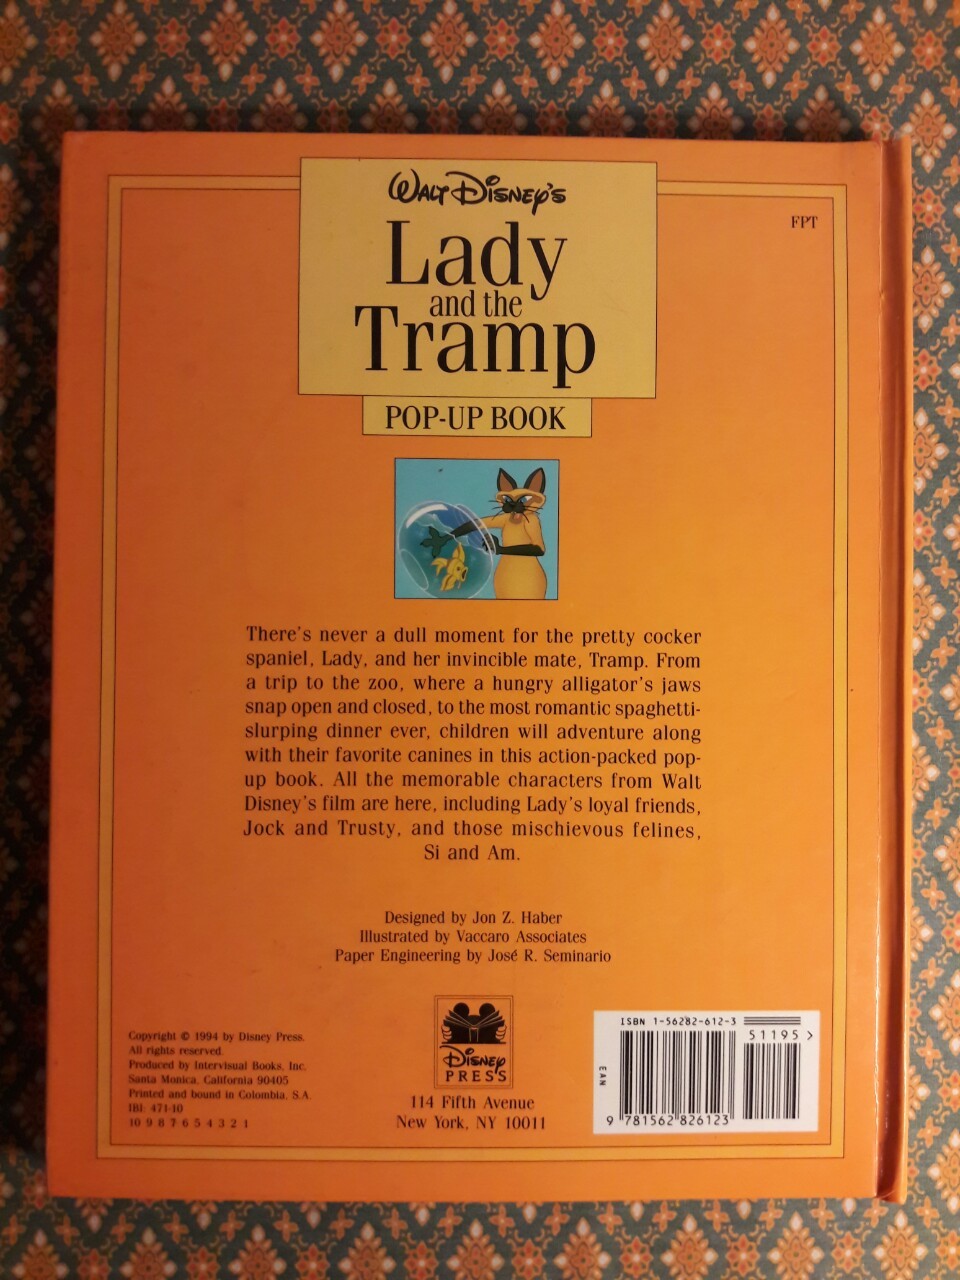 WALT DISNEY'S
Lady
and the
Tramp
POP-UP BOOK
FPT
There's never a dull moment for the pretty cocker
spaniel, Lady, and her invincible mate, Tramp. From
a trip to the zoo, where a hungry alligator's jaws
snap open and closed, to the most romantic spaghetti-
slurping dinner ever, children will adventure along
with their favorite canines in this action-packed pop-
up book. All the memorable characters from Walt
Disney's film are here, including Lady's loyal friends,
Jock and Trusty, and those mischievous felines,
Si and Am.
Designed by Jon Z. Haber
Illustrated by Vaccaro Associates
Paper Engineering by José R. Seminario
Copyright © 1994 by Disney Press.
All rights reserved.
Produced by Intervisual Books, Inc.
Santa Monica, California 90405
Printed and bound in Colombia, S.A.
IBI: 471-10
10 9 8 7 6 5 4 3 2 1
DISNEY
PRESS
114 Fifth Avenue
New York, NY 10011
ISBN 1-56282-612-3
51195 >
EAN
9 781562 826123